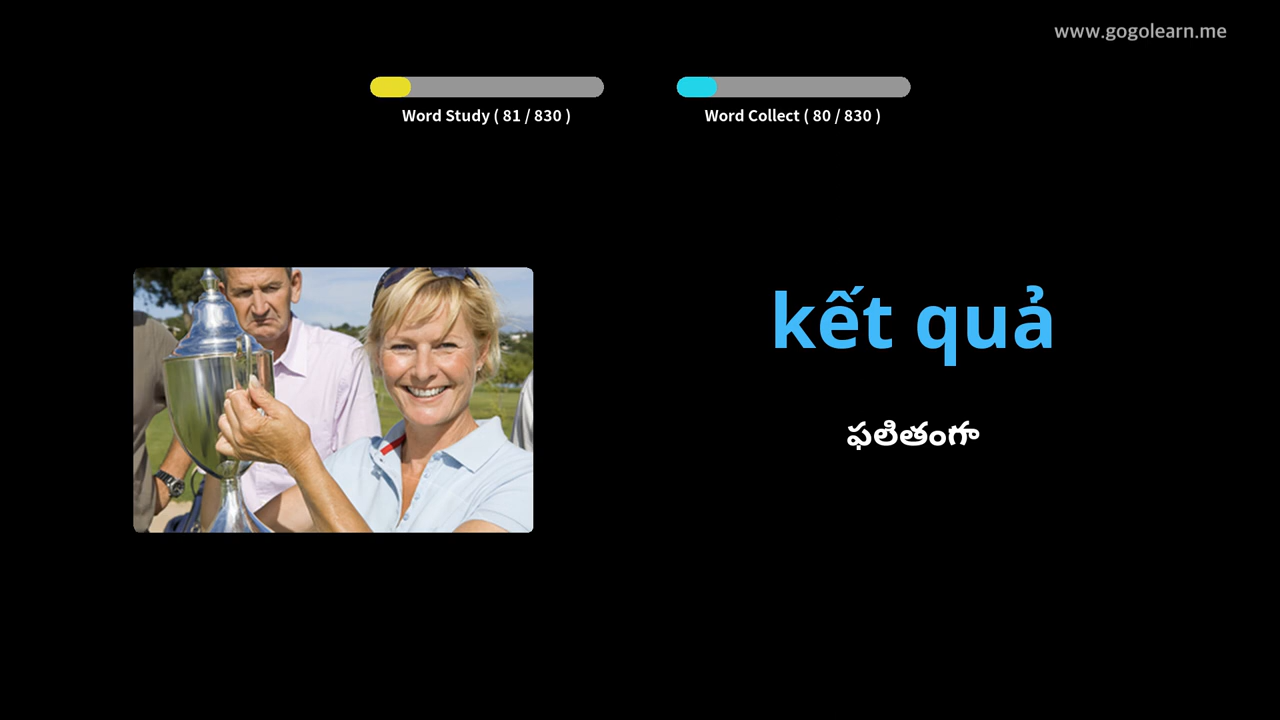 www.gogolearn.me
Word Study ( 81 / 830 )
Word Collect ( 80 / 830 )
kết quả
ఫలితంగా